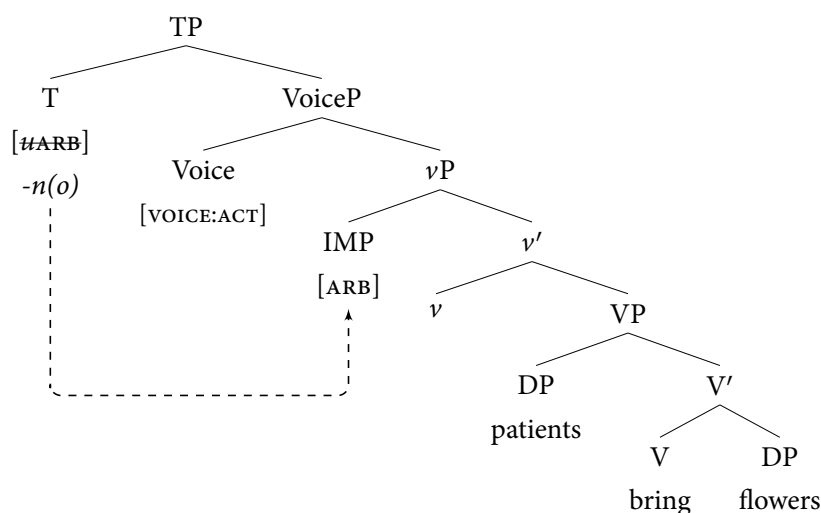 TP
T VoiceP
[uARB]
-n(o)
Voice vP
[VOICE:ACT]
IMP v′
[ARB]
v VP
DP V′
patients
V DP
bring flowers